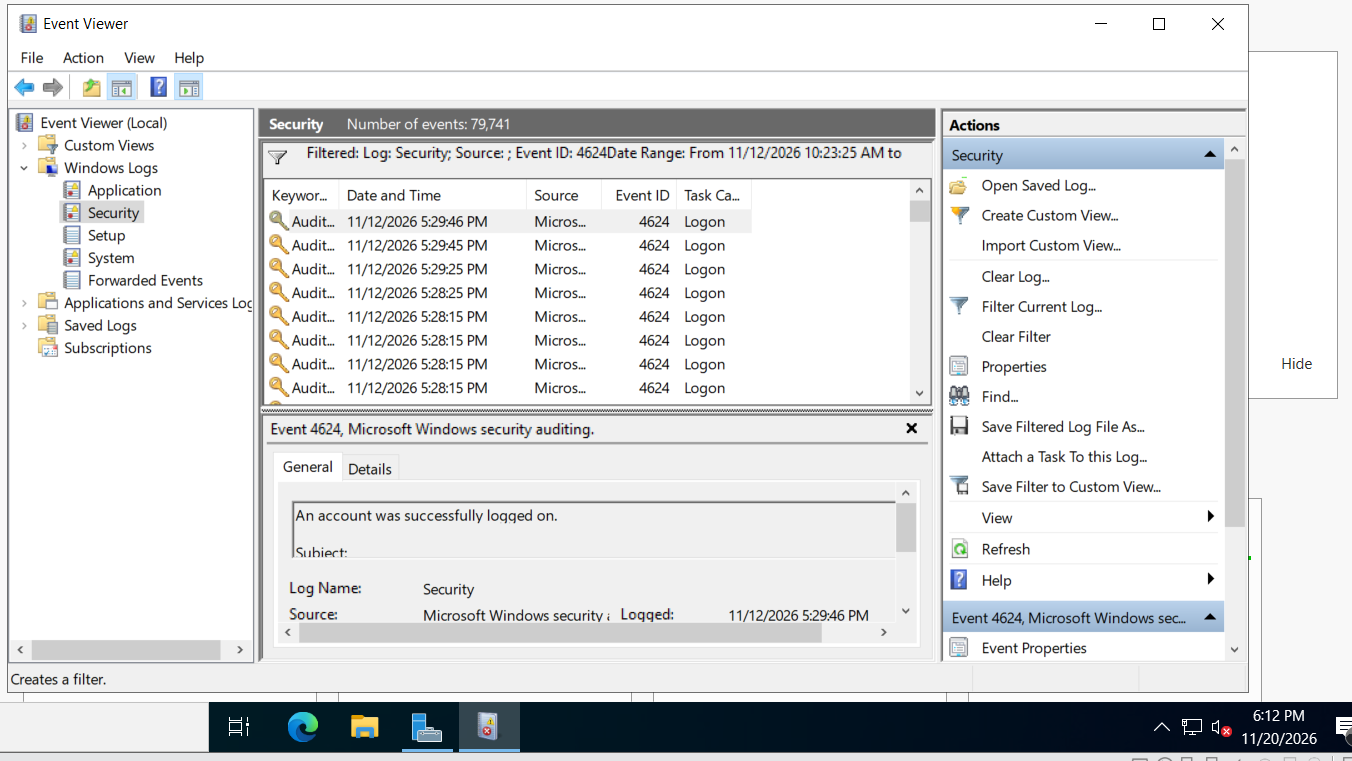 Event Viewer
File Action View Help
Event Viewer (Local)
Custom Views
Windows Logs
Application
Security
Setup
System
Forwarded Events
Applications and Services Log
Saved Logs
Subscriptions
Security Number of events: 79,741
Filtered: Log: Security; Source: ; Event ID: 4624Date Range: From 11/12/2026 10:23:25 AM to
Keywor... Date and Time Source Event ID Task Ca...
Audit... 11/12/2026 5:29:46 PM Micros... 4624 Logon
Audit... 11/12/2026 5:29:45 PM Micros... 4624 Logon
Audit... 11/12/2026 5:29:25 PM Micros... 4624 Logon
Audit... 11/12/2026 5:28:25 PM Micros... 4624 Logon
Audit... 11/12/2026 5:28:15 PM Micros... 4624 Logon
Audit... 11/12/2026 5:28:15 PM Micros... 4624 Logon
Audit... 11/12/2026 5:28:15 PM Micros... 4624 Logon
Audit... 11/12/2026 5:28:15 PM Micros... 4624 Logon
Event 4624, Microsoft Windows security auditing.
General Details
An account was successfully logged on.
Subject:
Log Name: Security
Source: Microsoft Windows security a Logged: 11/12/2026 5:29:46 PM
Actions
Security
Open Saved Log...
Create Custom View...
Import Custom View...
Clear Log...
Filter Current Log...
Clear Filter
Properties
Find...
Save Filtered Log File As...
Attach a Task To this Log...
Save Filter to Custom View...
View
Refresh
Help
Event 4624, Microsoft Windows sec...
Event Properties
Hide
Creates a filter.
6:12 PM
11/20/2026